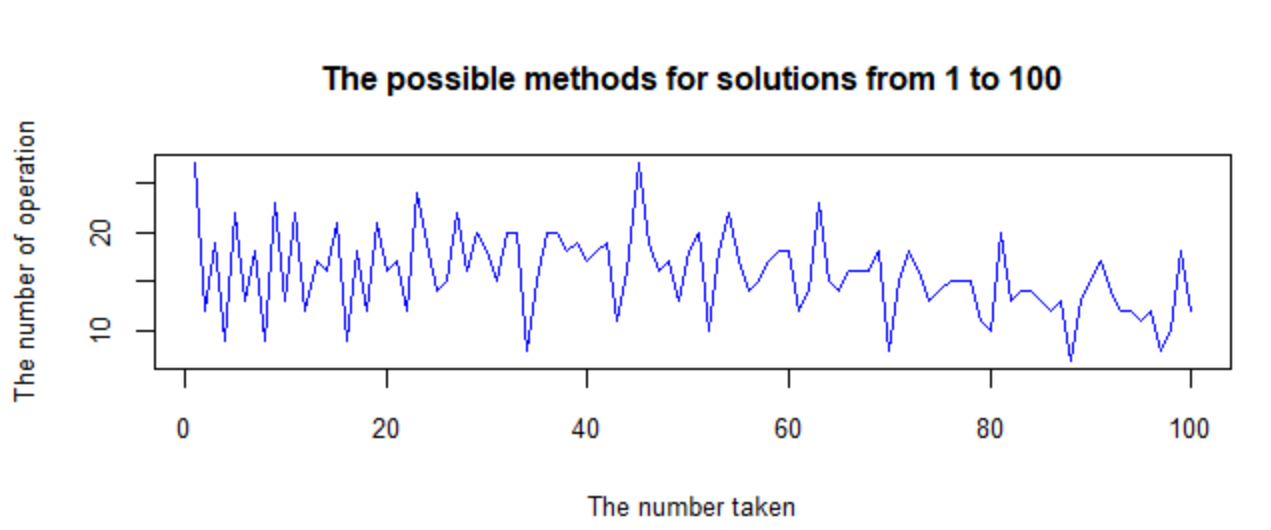 The possible methods for solutions from 1 to 100
The number of operation
20
10
0 20 40 60 80 100
The number taken